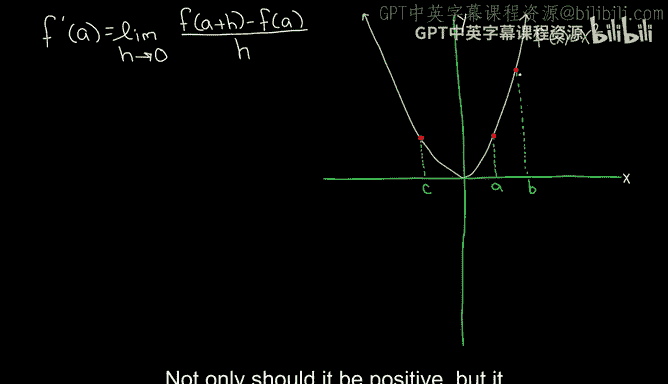 GPT中英字幕课程资源@bilibili.com
GPT中英字幕课程资源 bilibili
f'(a)=lim h→0 f(a+h)-f(a) / h
c a b x
Not only should it be positive, but it